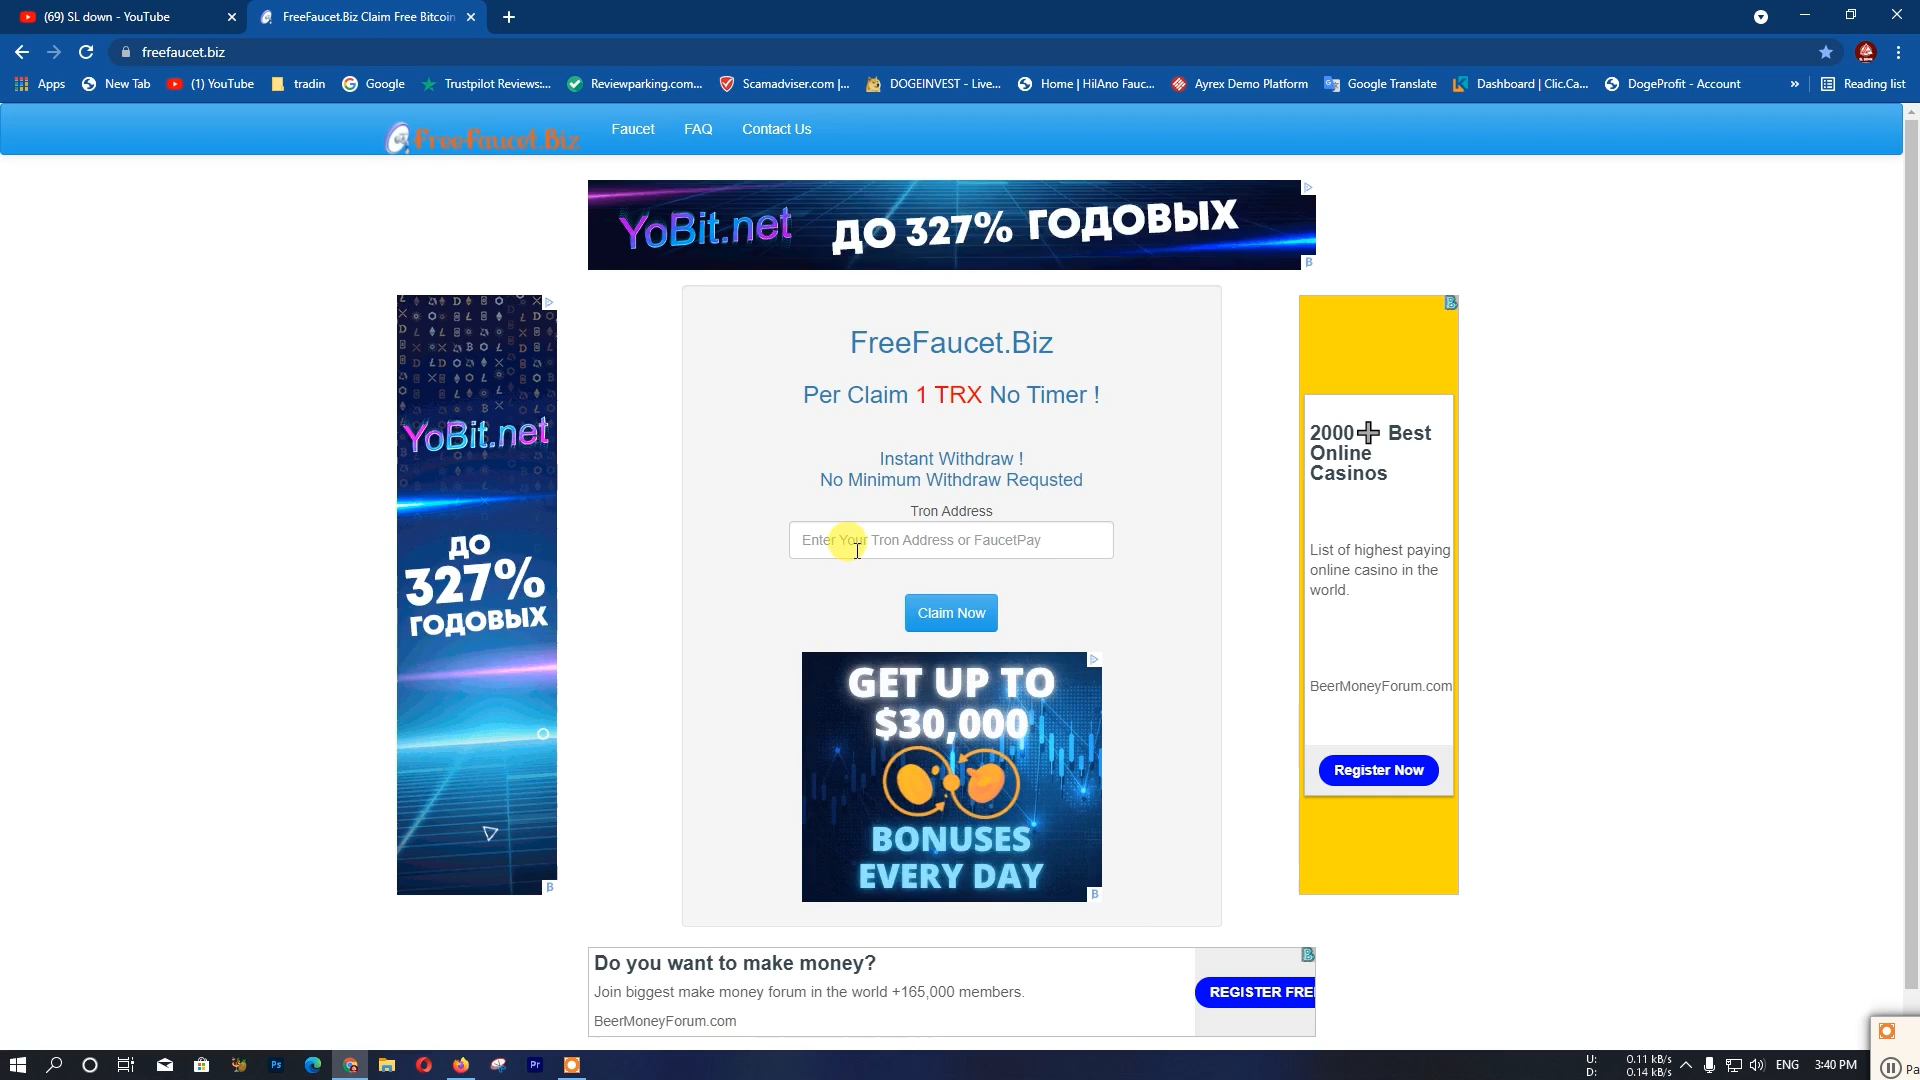 (69) SL down - YouTube
FreeFaucet.Biz Claim Free Bitcoin
freefaucet.biz
Apps
New Tab
(1) YouTube
tradin
Google
Trustpilot Reviews:...
Reviewparking.com...
Scamadviser.com |...
DOGEINVEST - Live...
Home | HilAno Fauc...
Ayrex Demo Platform
Google Translate
Dashboard | Clic.Ca...
DogeProfit - Account
»
Reading list
FreeFaucet.Biz
Faucet
FAQ
Contact Us
YoBit.net ДО 327% ГОДОВЫХ
YoBit.net
ДО
327%
ГОДОВЫХ
FreeFaucet.Biz
Per Claim 1 TRX No Timer !
Instant Withdraw !
No Minimum Withdraw Requsted
Tron Address
Enter Your Tron Address or FaucetPay
Claim Now
GET UP TO
$30,000
BONUSES
EVERY DAY
2000➕ Best
Online
Casinos
List of highest paying
online casino in the
world.
BeerMoneyForum.com
Register Now
Do you want to make money?
Join biggest make money forum in the world +165,000 members.
BeerMoneyForum.com
REGISTER FREE
Ps
Pr
U: 0.11 kB/s
D: 0.14 kB/s
ENG
3:40 PM
Pa